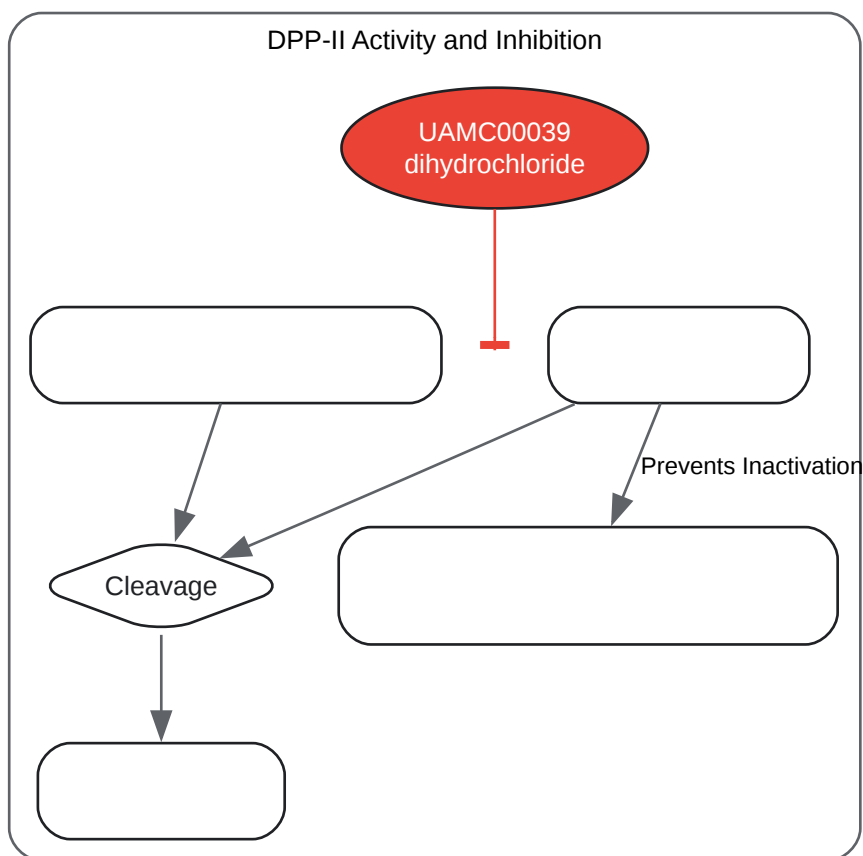 DPP-II Activity and Inhibition
UAMC00039
dihydrochloride
Prevents Inactivation
Cleavage